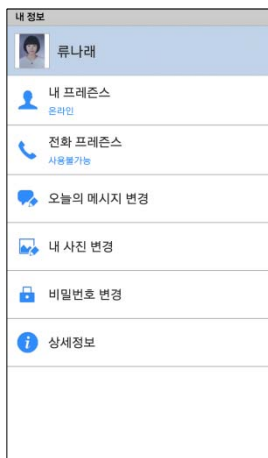 내 정보
류나래
내 프레즌스
온라인
전화 프레즌스
사용불가능
오늘의 메시지 변경
내 사진 변경
비밀번호 변경
상세정보